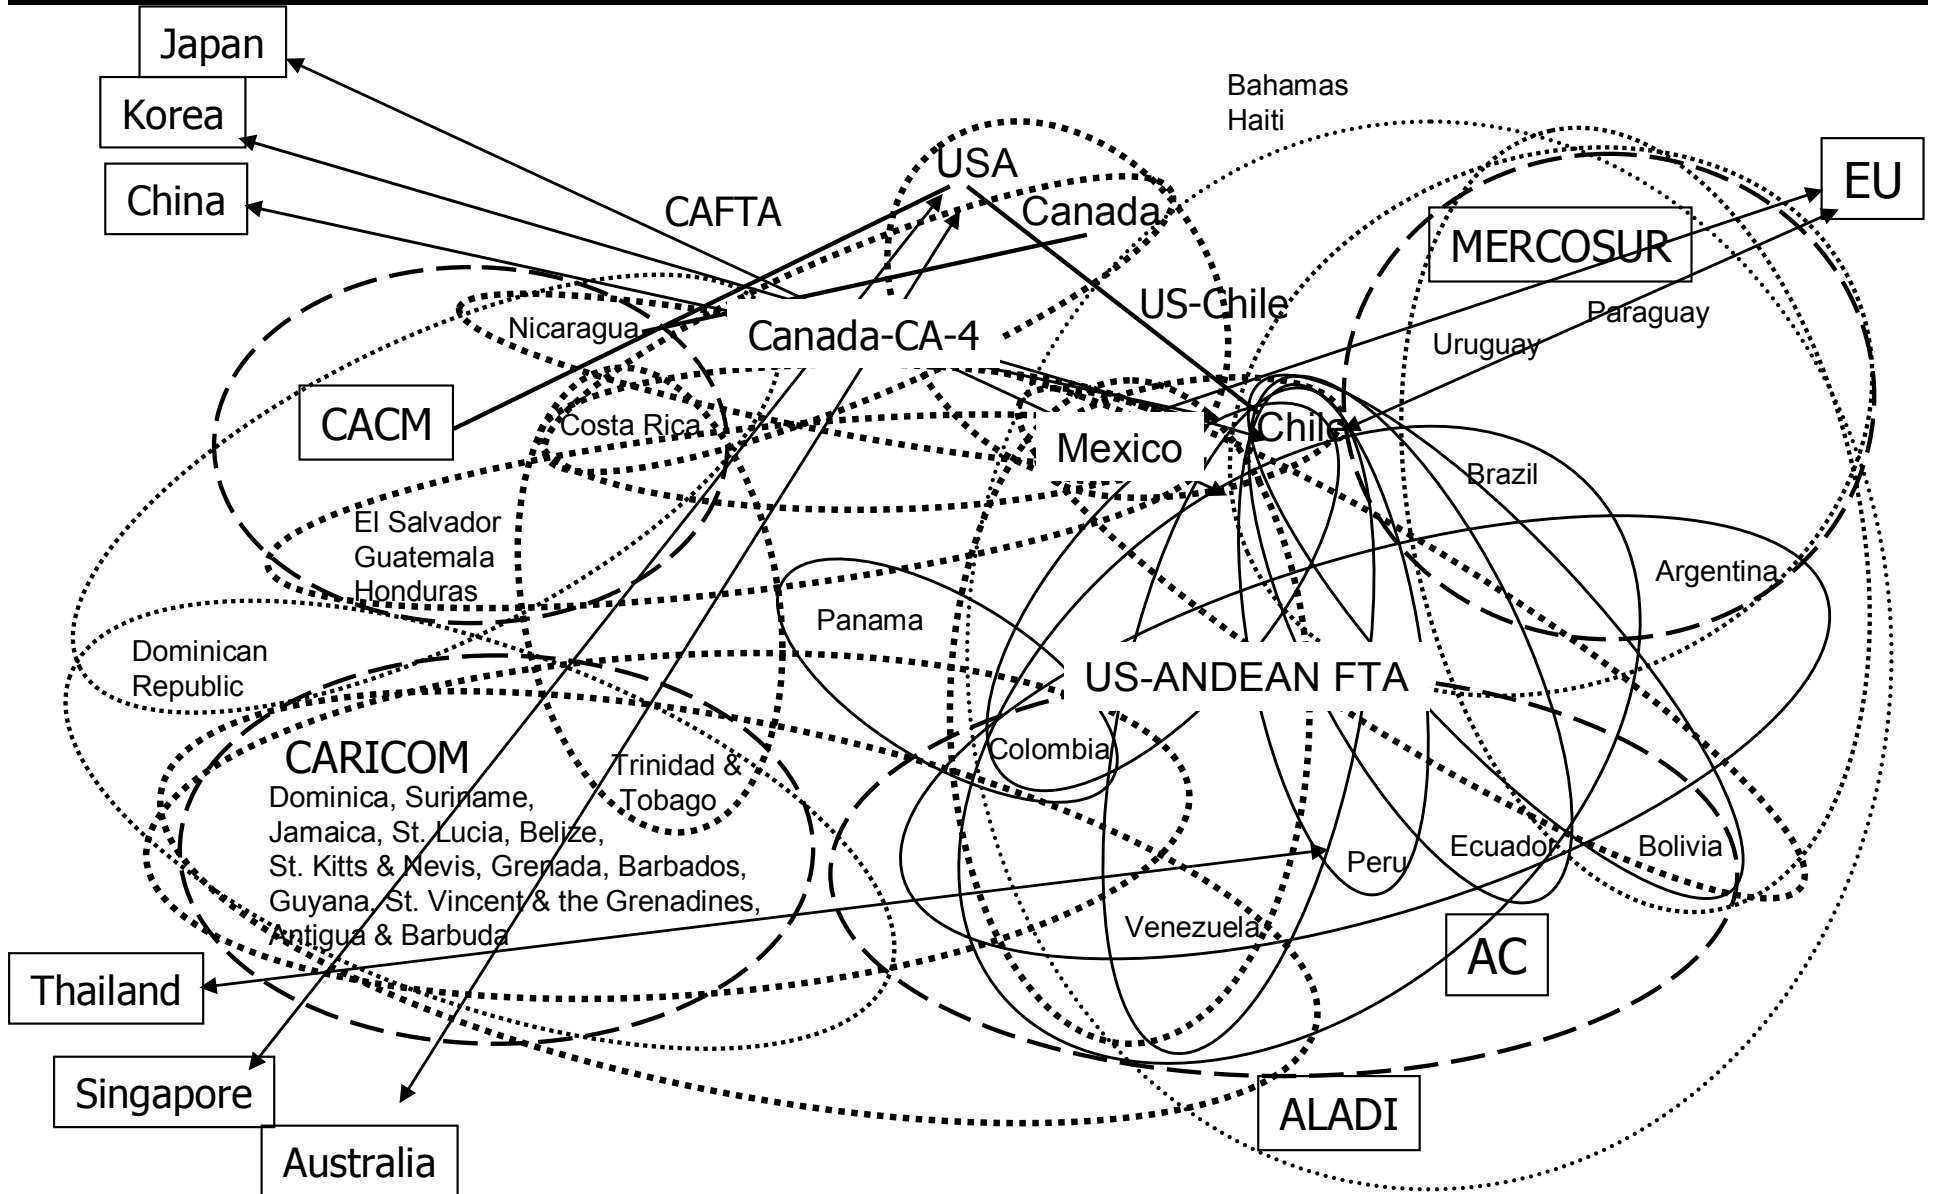 Japan
Bahamas
Haiti
Korea
USA
EU
China
CAFTA
Canada
MERCOSUR
US-Chile
Paraguay
Nicaragua
Canada-CA-4
Uruguay
CACM
Costa Rica
Mexico
Chile
Brazil
El Salvador
Guatemala
Honduras
Argentina
Panama
Dominican
Republic
US-ANDEAN FTA
CARICOM
Dominica, Suriname,
Jamaica, St. Lucia, Belize,
St. Kitts & Nevis, Grenada, Barbados,
Guyana. St. Vincent & the Grenadines,
Antigua & Barbuda
Trinidad &
Tobago
Colombia
Peru
Ecuador
Bolivia
Venezuela
AC
Thailand
Singapore
ALADI
Australia